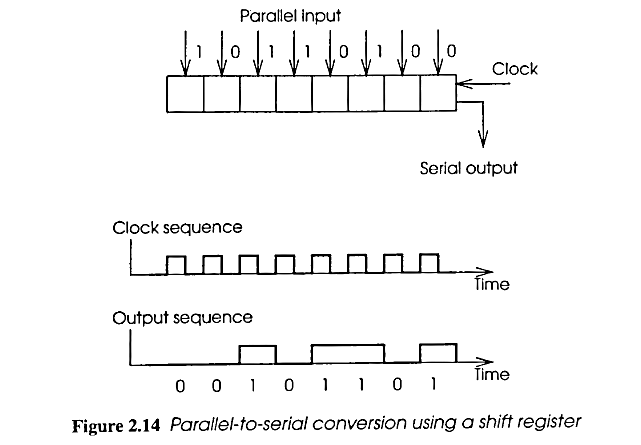 Parallel input
1 0 1 1 0 1 0 0
Clock
Serial output
Clock sequence
Time
Output sequence
Time
0 0 1 0 1 1 0 1
Figure 2.14 Parallel-to-serial conversion using a shift register